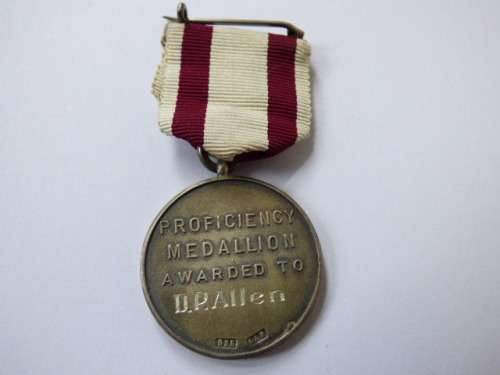 PROFICIENCY
MEDALLION
AWARDED TO
D.P.Allen